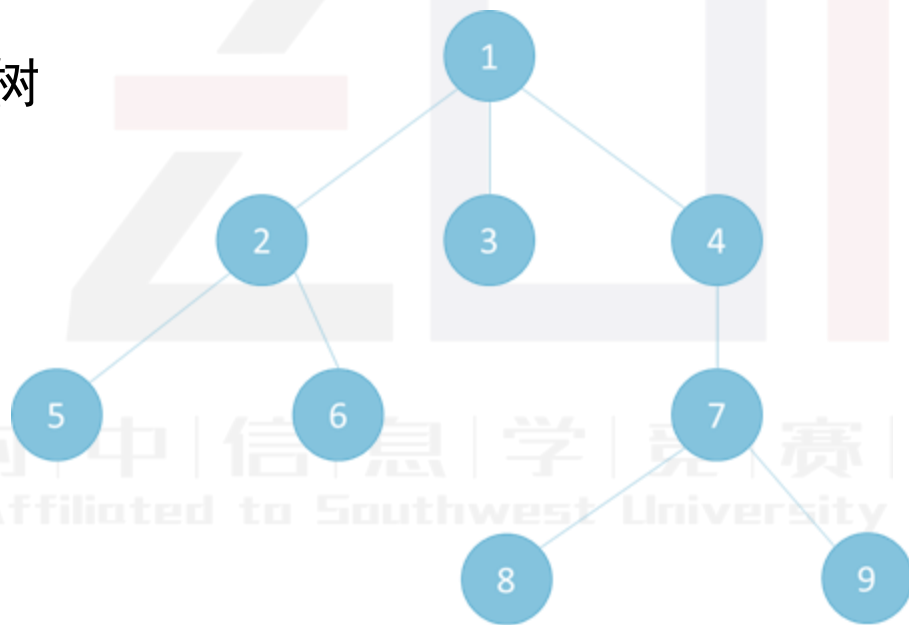 树
1
2 3 4
5 6 7
中 信 息 学 竞 赛
ffiliated to Southwest University
8 9